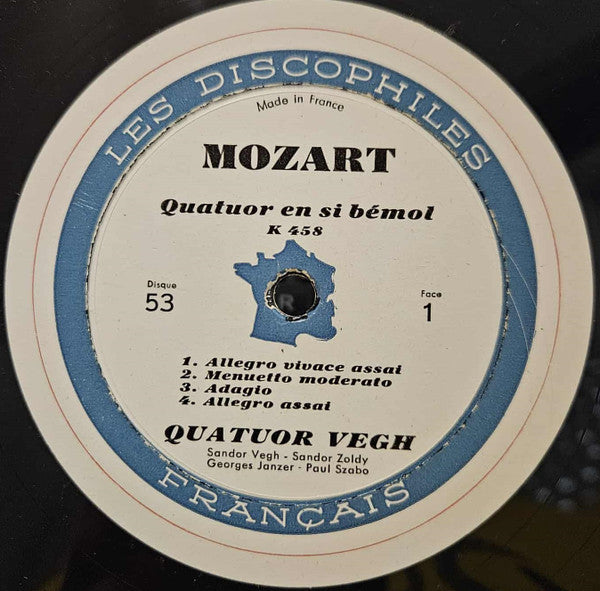 LES DISCOPHILES
Made in France
MOZART
Quatuor en si bémol
K 458
Disque
53
Face
1
1. Allegro vivace assai
2. Menuetto moderato
3. Adagio
4. Allegro assai
QUATUOR VEGH
Sandor Vegh - Sandor Zoldy
Georges Janzer - Paul Szabo
FRANÇAIS